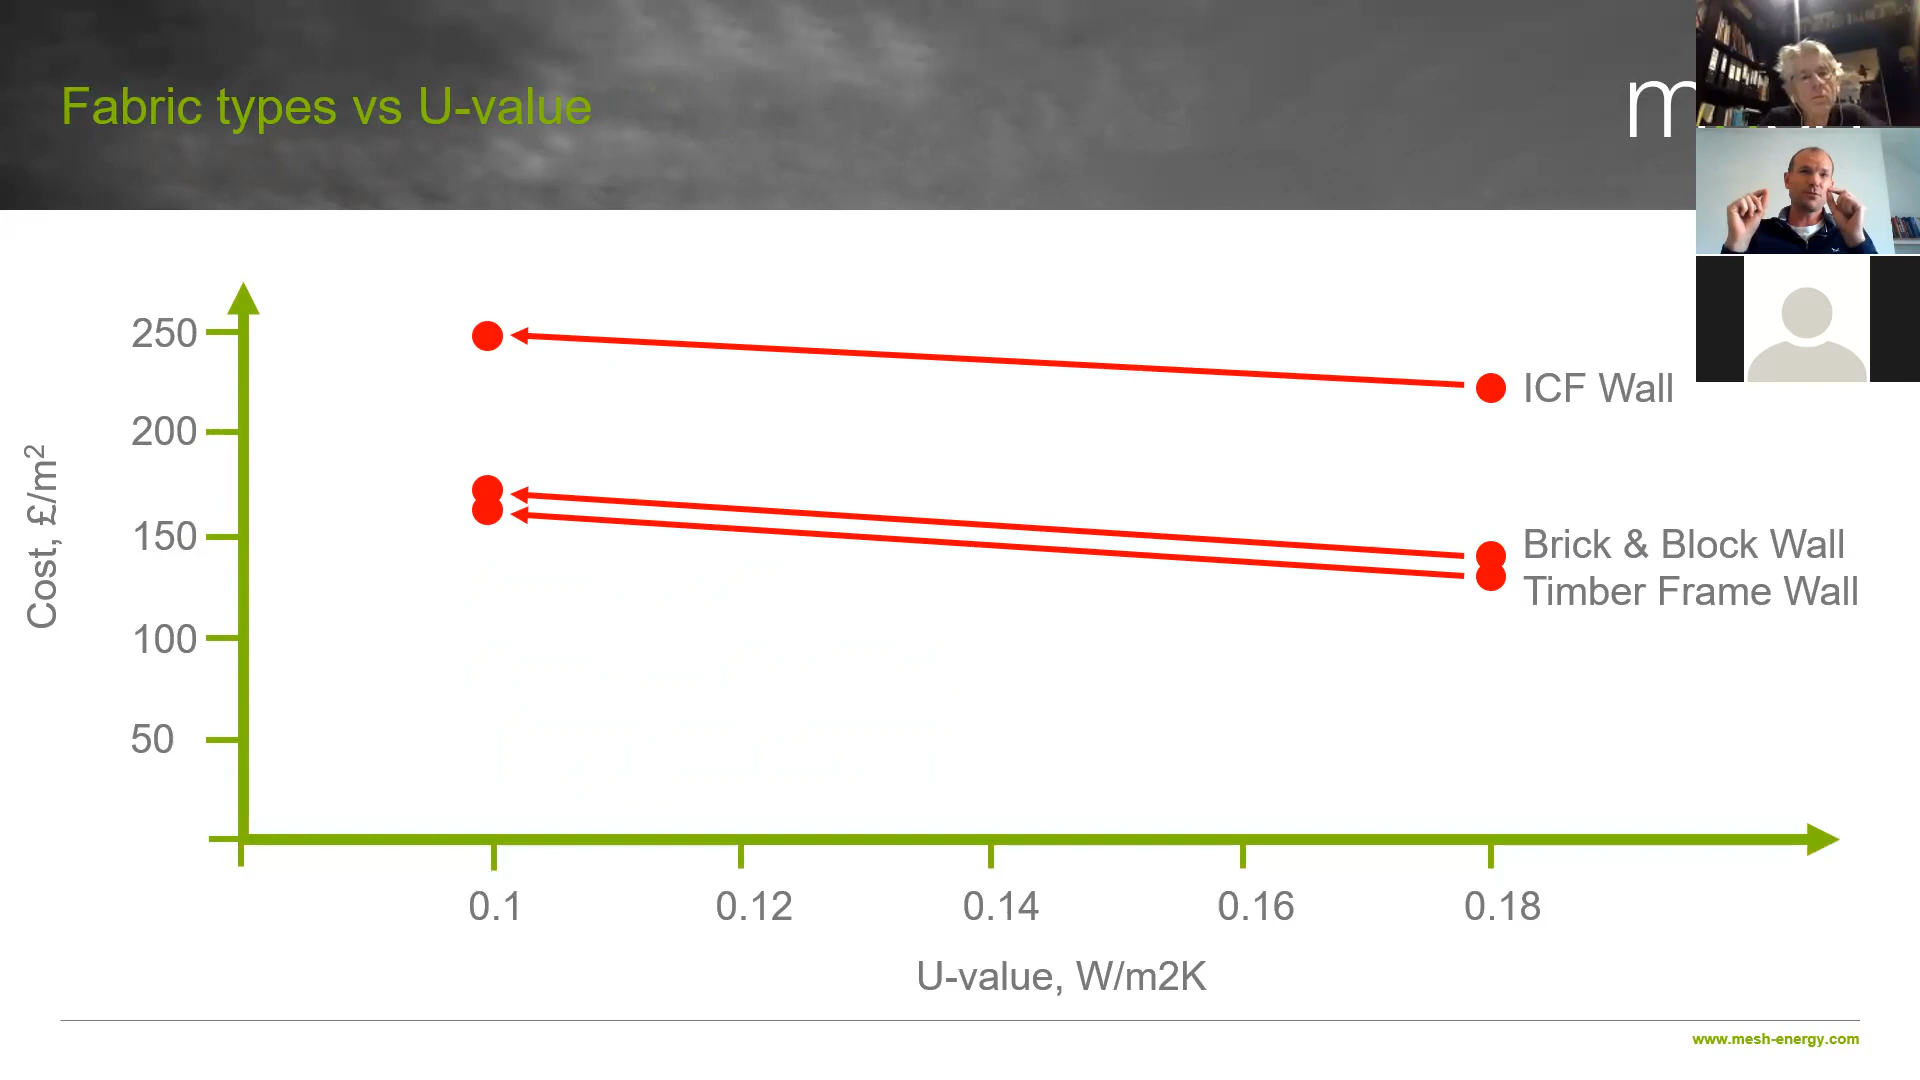 Fabric types vs U-value
m
250
200
150
100
50
Cost, £/m²
ICF Wall
Brick & Block Wall
Timber Frame Wall
0.1 0.12 0.14 0.16 0.18
U-value, W/m2K
www.mesh-energy.com